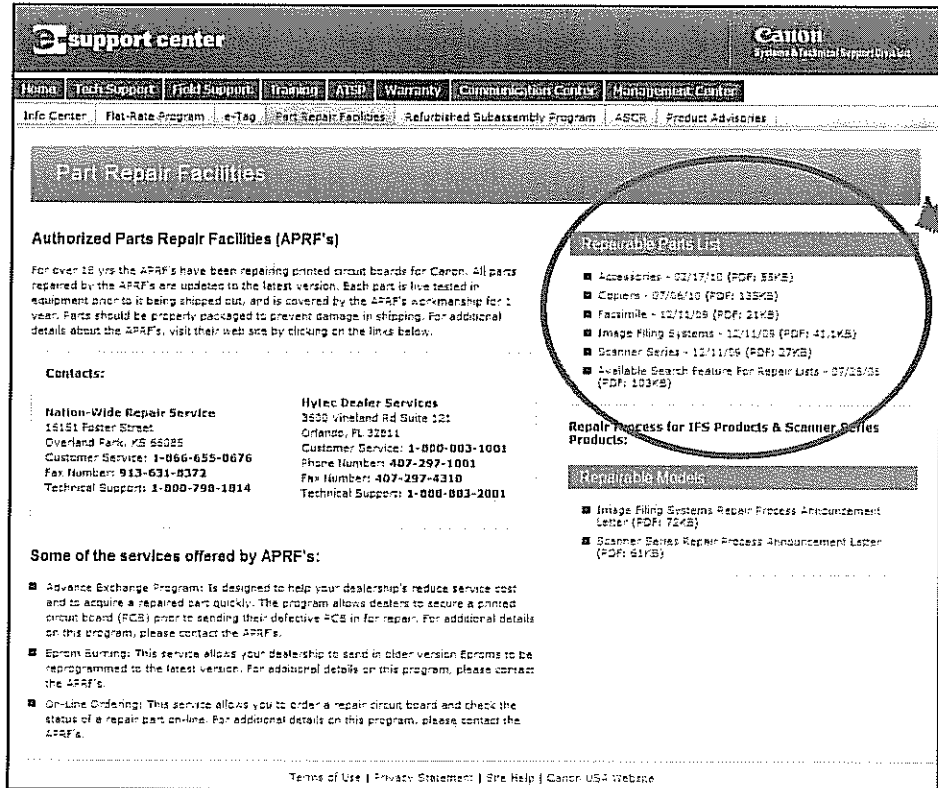 e-support center
Canon
Systems & Technical Support Division
Home Tech Support Field Support Training ATSP Warranty Communication Center Management Center
Info Center Flat-Rate Program e-Tag Part Repair Facilities Refurbished Subassembly Program ASCR Product Advisories
Part Repair Facilities
Authorized Parts Repair Facilities (APRF's)
For over 18 yrs the APRF's have been repairing printed circuit boards for Canon. All parts
repaired by the APRF's are updated to the latest version. Each part is live tested in
equipment prior to is being shipped out, and is covered by the APRF's workmanship for 1
year. Parts should be properly packaged to prevent damage in shipping. For additional
details about the APRF's, visit their web site by clicking on the links below.
Contacts:
Nation-Wide Repair Service
16151 Foster Street
Overland Park, KS 66085
Customer Service: 1-866-655-8676
Fax Number: 913-631-8372
Technical Support: 1-800-798-1814
Hytec Dealer Services
3600 Vineland Rd Suite 121
Orlando, FL 32811
Customer Service: 1-800-883-1001
Phone Number: 407-297-1001
Fax Number: 407-297-4310
Technical Support: 1-800-883-2001
Some of the services offered by APRF's:
Advance Exchange Program: Is designed to help your dealership's reduce service cost
and to acquire a repaired part quickly. The program allows dealers to secure a printed
circuit board (PCB) prior to sending their defective PCB in for repair. For additional details
on this program, please contact the APRF's.
Eprom Burning: This service allows your dealership to send in older version Eproms to be
reprogrammed to the latest version. For additional details on this program, please contact
the APRF's.
On-Line Ordering: This service allows you to order a repair circuit board and check the
status of a repair part on-line. For additional details on this program, please contact the
APRF's.
Repairable Parts List
Accessories - 02/17/10 (PDF: 55KB)
Copiers - 07/06/10 (PDF: 135KB)
Facsimile - 12/11/09 (PDF: 21KB)
Image Filing Systems - 12/11/09 (PDF: 41.1KB)
Scanner Series - 12/11/09 (PDF: 27KB)
Available Search Feature For Repair Lists -
(PDF: 103KB)
Repair Process for IFS Products & Scanner Series
Products:
Repairable Models
Image Filing Systems Repair Process Announcement
Letter (PDF: 72KB)
Scanner Series Repair Process Announcement Letter
(PDF: 61KB)
Terms of Use | Privacy Statement | Site Help | Canon USA Website